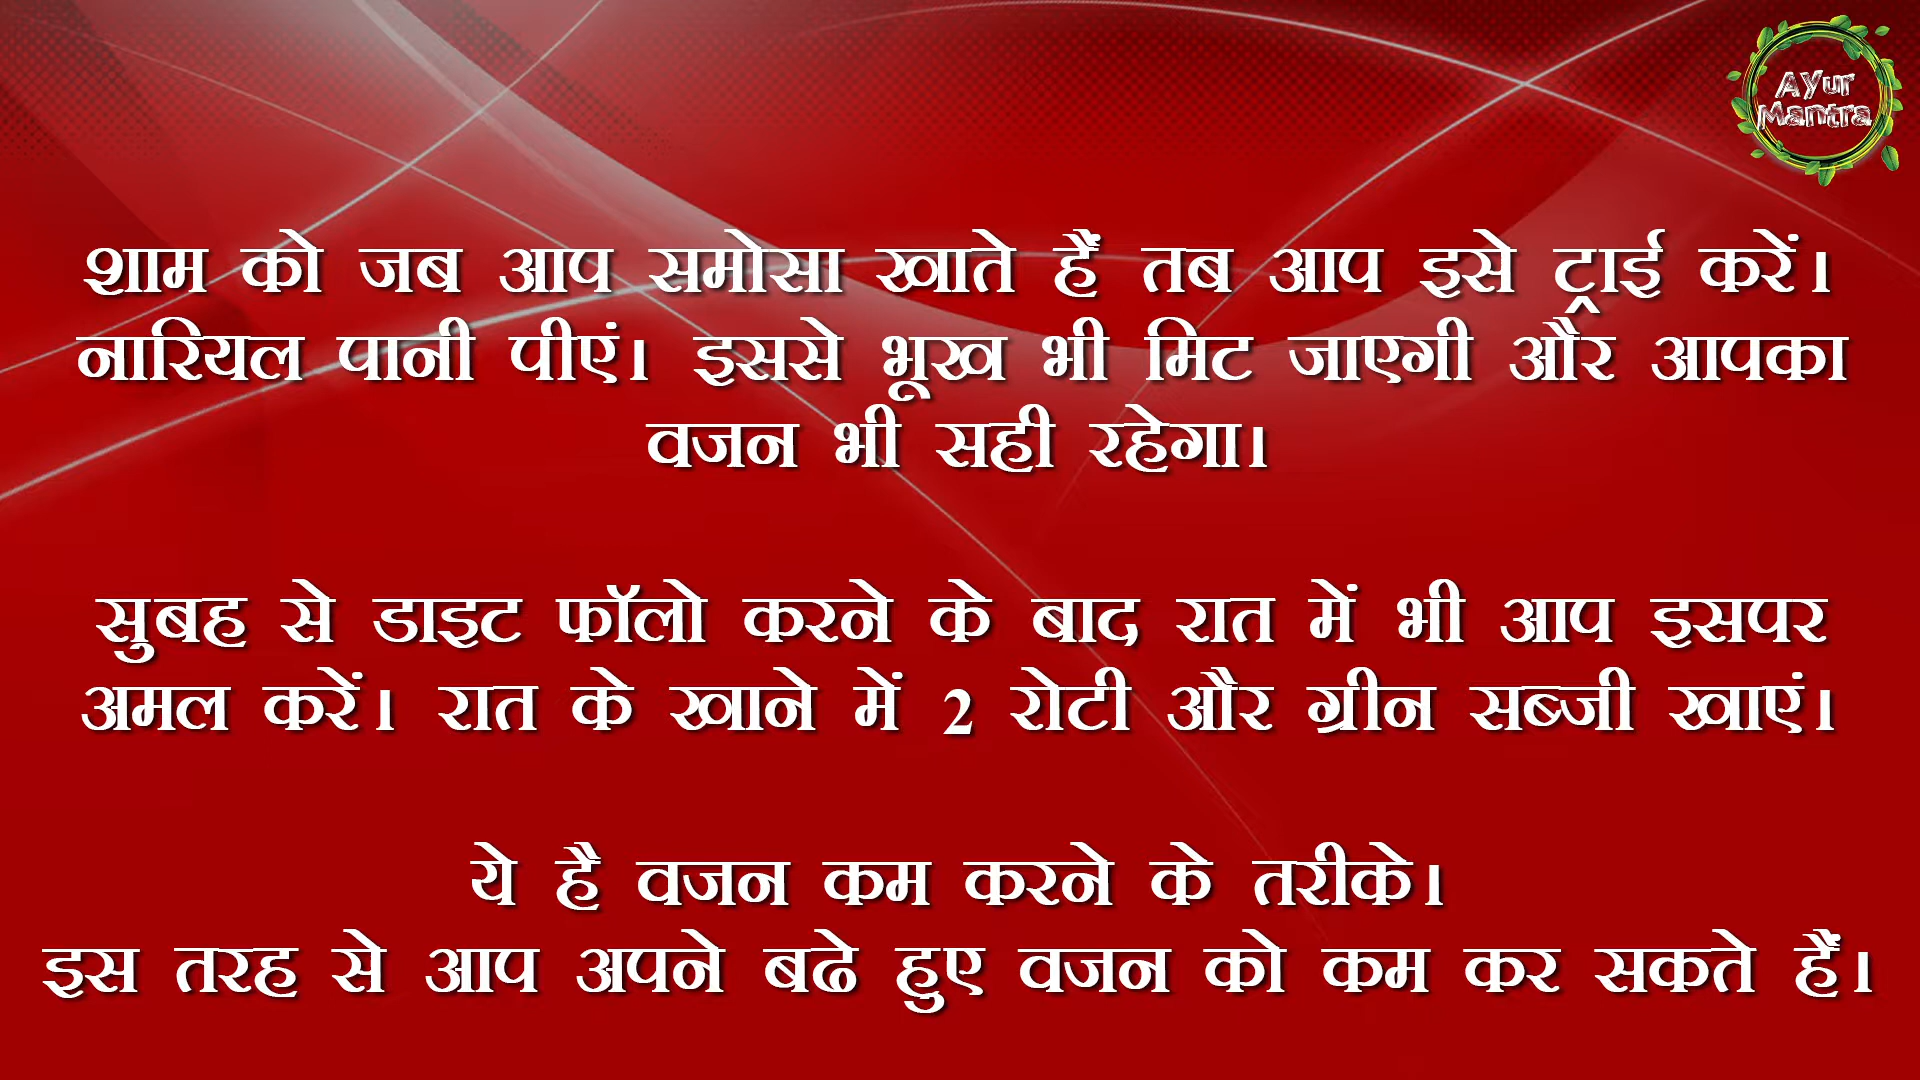 AYur
Mantra
शाम को जब आप समोसा खाते हैं तब आप इसे ट्राई करें।
नारियल पानी पीएं। इससे भूख भी मिट जाएगी और आपका
वजन भी सही रहेगा।
सुबह से डाइट फॉलो करने के बाद रात में भी आप इसपर
अमल करें। रात के खाने में 2 रोटी और ग्रीन सब्जी खाएं।
ये है वजन कम करने के तरीके।
इस तरह से आप अपने बढे हुए वजन को कम कर सकते हैं।